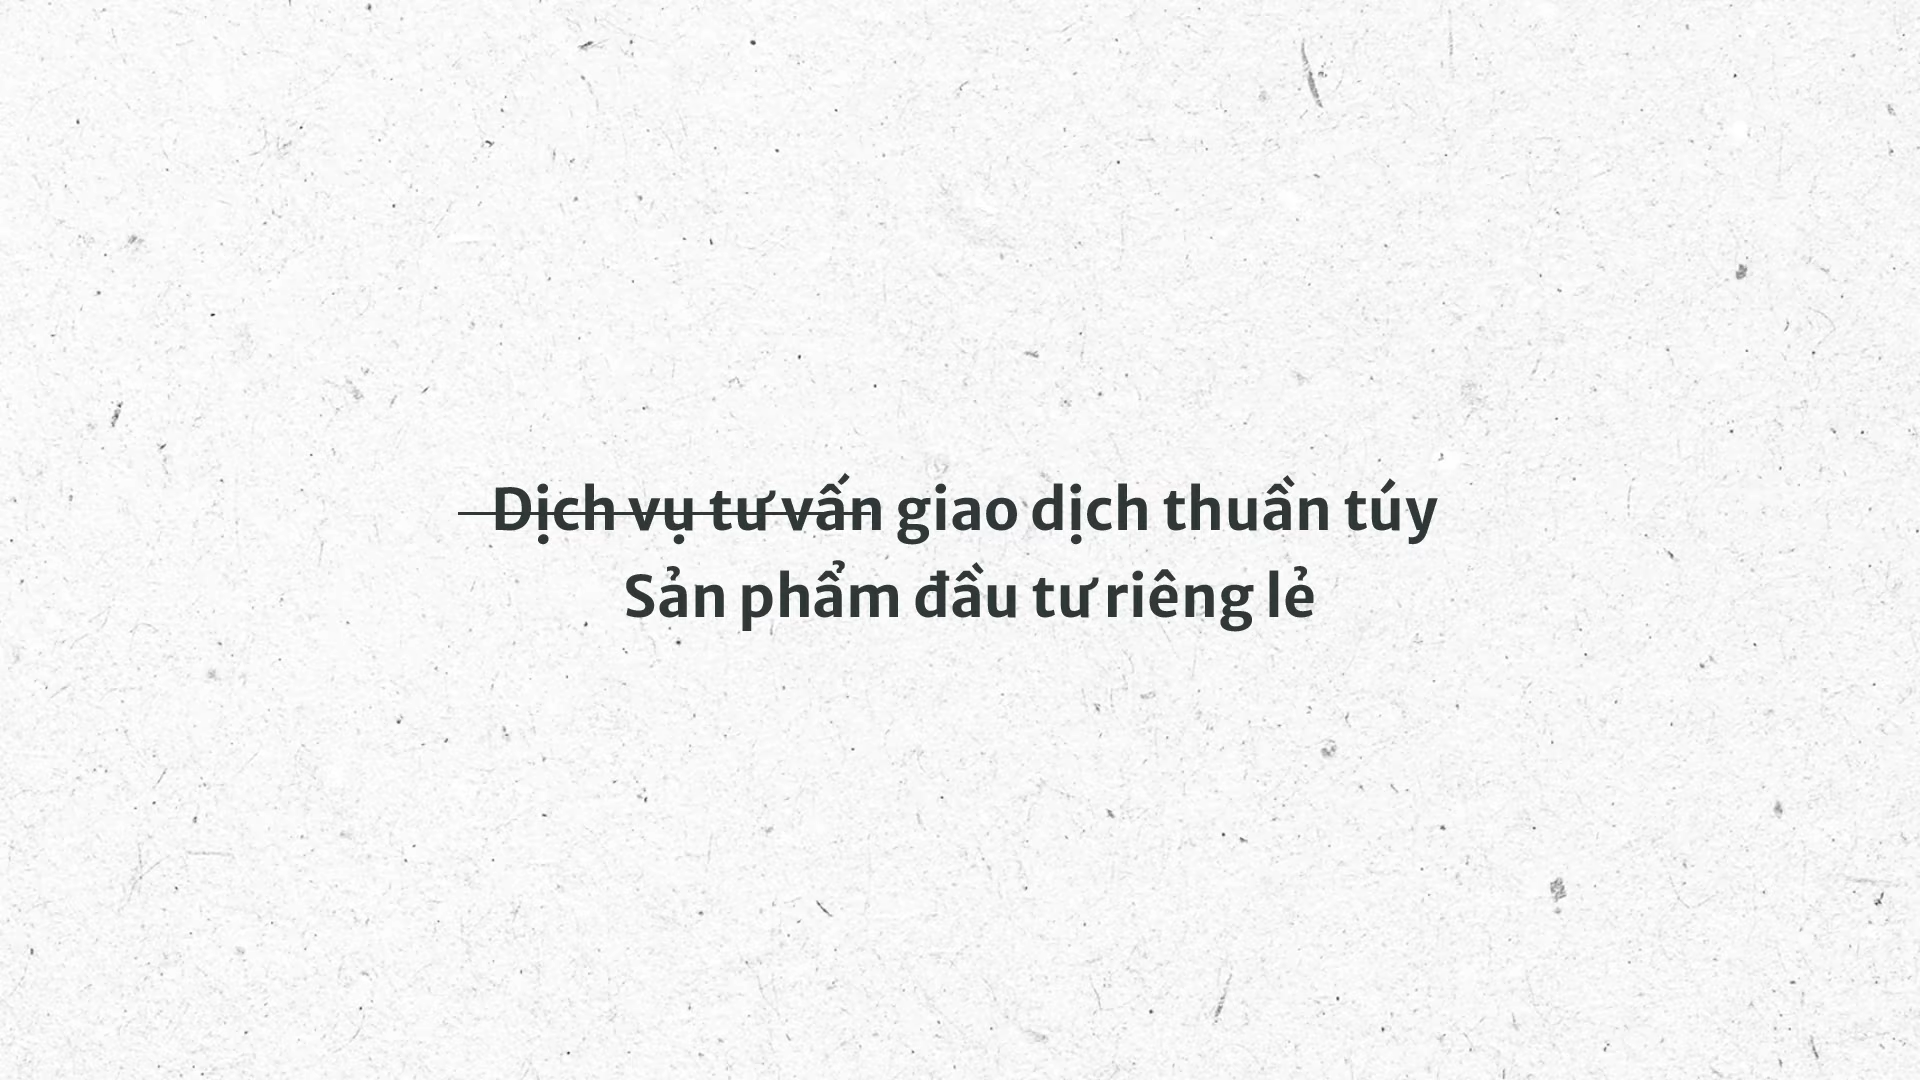 Dịch vụ tư vấn giao dịch thuần túy
Sản phẩm đầu tư riêng lẻ